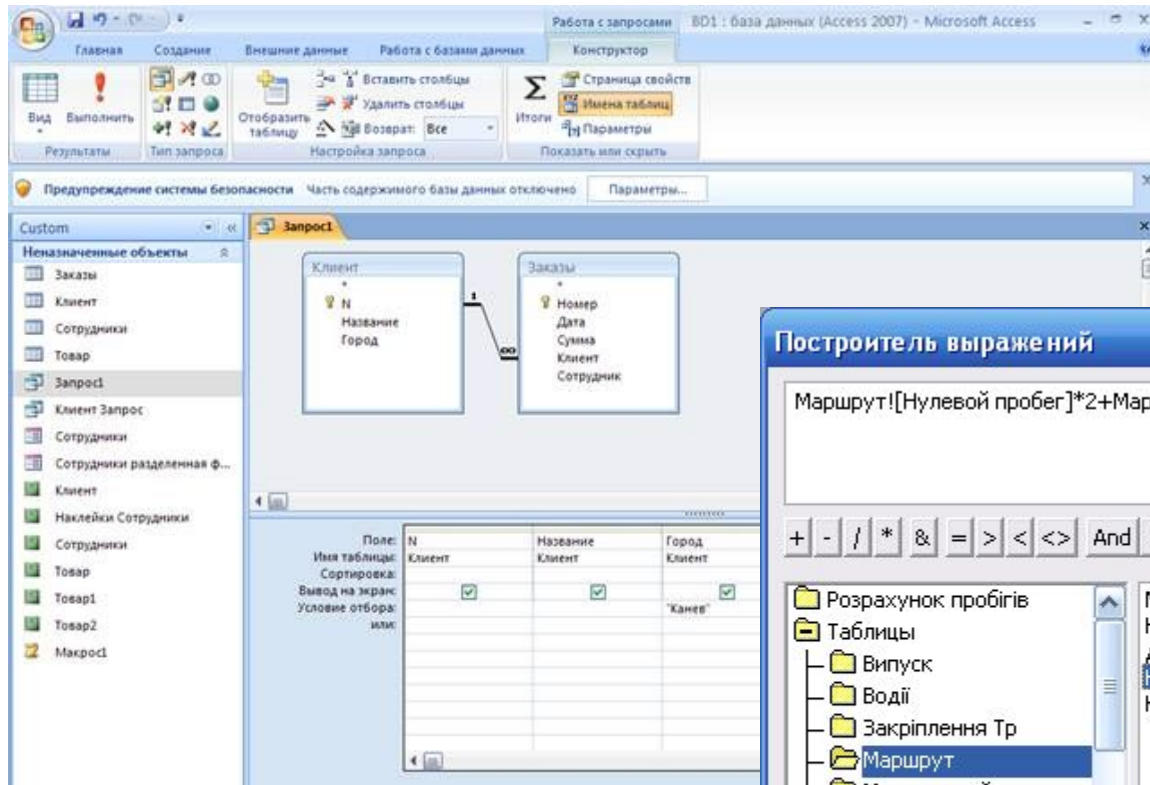 Работа с запросами
BD1 : база данных (Access 2007) - Microsoft Access
Главная
Создание
Внешние данные
Работа с базами данных
Конструктор
Вид
Выполнить
Отобразить таблицу
Вставить столбцы
Удалить столбцы
Возврат: Все
Итоги
Страница свойств
Имена таблиц
Параметры
Результаты
Тип запроса
Настройка запроса
Показать или скрыть
Предупреждение системы безопасности
Часть содержимого базы данных отключено
Параметры...
Custom
Неназначенные объекты
Заказы
Клиент
Сотрудники
Товар
Запрос1
Клиент Запрос
Сотрудники
Сотрудники разделенная ф...
Клиент
Наклейки Сотрудники
Сотрудники
Товар
Товар1
Товар2
Макрос1
Запрос1
Клиент
*
N
Название
Город
1
∞
Заказы
*
Номер
Дата
Сумма
Клиент
Сотрудник
Поле: N Название Город
Имя таблицы: Клиент Клиент Клиент
Сортировка:
Вывод на экран:
Условие отбора: "Канев"
или:
Построитель выражений
Маршрут![Нулевой пробег]*2+Мар
+ - / * & = > < <> And
Розрахунок пробігів
Таблицы
Випуск
Водії
Закріплення Тр
Маршрут